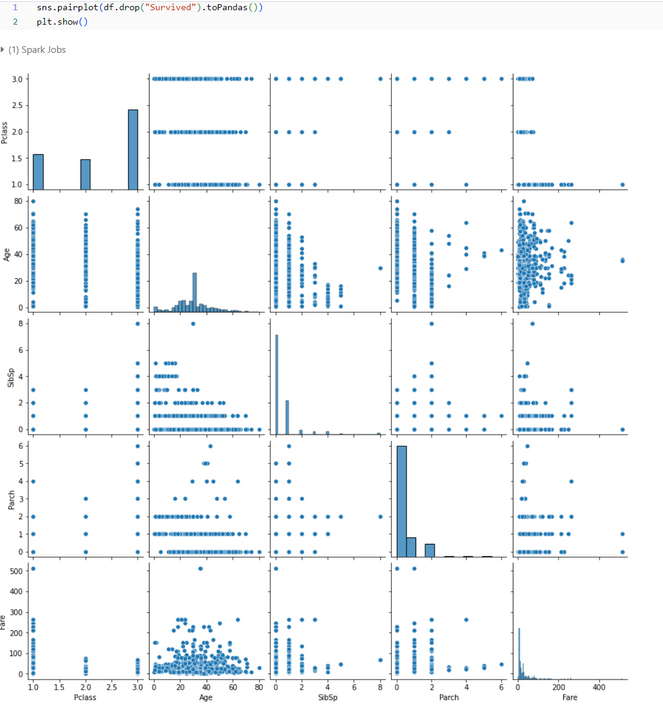 1 sns.pairplot(df.drop("Survived").toPandas())
2 plt.show()
(1) Spark Jobs
3.0
2.5
2.0
1.5
1.0
Pclass
80
60
40
20
0
Age
8
6
4
2
0
SibSp
6
5
4
3
2
1
0
Parch
500
400
300
200
100
0
Fare
1.0 1.5 2.0 2.5 3.0 0 20 40 60 80 0 2 4 6 8 0 2 4 6 0 200 400
Pclass Age SibSp Parch Fare